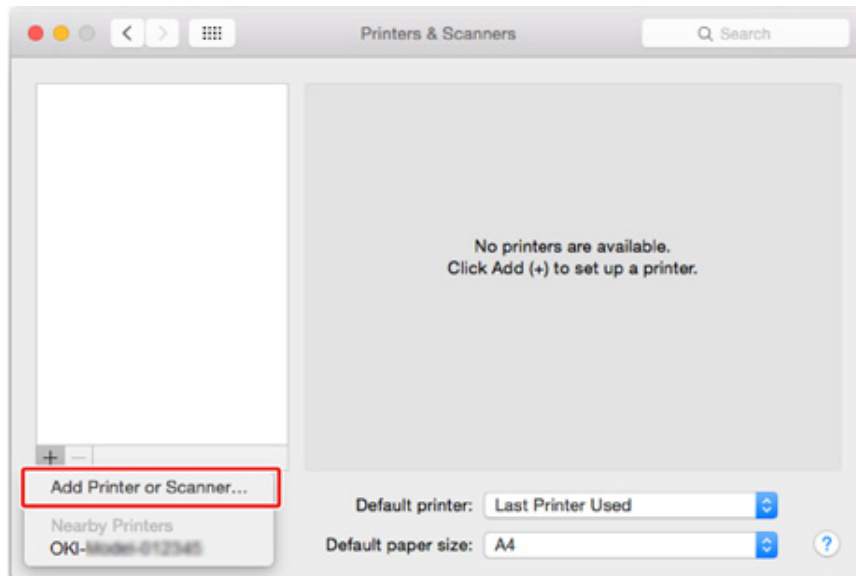 Printers & Scanners
Search
No printers are available.
Click Add (+) to set up a printer.
Add Printer or Scanner...
Nearby Printers
OKI-
Default printer: Last Printer Used
Default paper size: A4
?